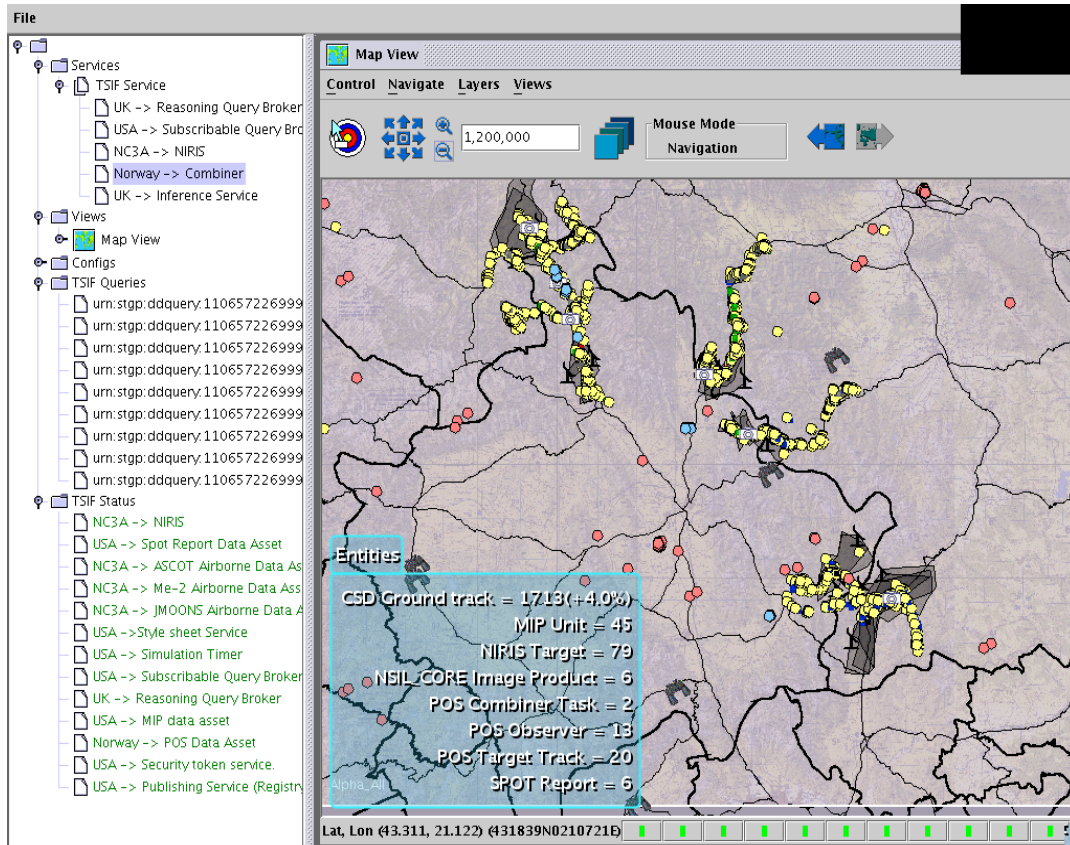 File
Services
TSIF Service
UK -> Reasoning Query Broker
USA -> Subscribable Query Bro
NC3A -> NIRIS
Norway -> Combiner
UK -> Inference Service
Views
Map View
Configs
TSIF Queries
urn:stgp:ddquery:110657226999
urn:stgp:ddquery:110657226999
urn:stgp:ddquery:110657226999
urn:stgp:ddquery:110657226999
urn:stgp:ddquery:110657226999
urn:stgp:ddquery:110657226999
urn:stgp:ddquery:110657226999
urn:stgp:ddquery:110657226999
urn:stgp:ddquery:110657226999
TSIF Status
NC3A -> NIRIS
USA -> Spot Report Data Asset
NC3A -> ASCOT Airborne Data As
NC3A -> Me-2 Airborne Data Ass
NC3A -> JMOONS Airborne Data A
USA ->Style sheet Service
USA -> Simulation Timer
USA -> Subscribable Query Broker
UK -> Reasoning Query Broker
USA -> MIP data asset
Norway -> POS Data Asset
USA -> Security token service.
USA -> Publishing Service (Registry
Map View
Control Navigate Layers Views
1,200,000
Mouse Mode
Navigation
Entities
CSD Ground track = 1713(+4.0%)
MIP Unit = 45
NIRIS Target = 79
NSIL_CORE Image Product = 6
POS Combiner Task = 2
POS Observer = 13
POS Target Track = 20
SPOT Report = 6
Alpha_All
Lat, Lon (43.311, 21.122) (431839N0210721E)